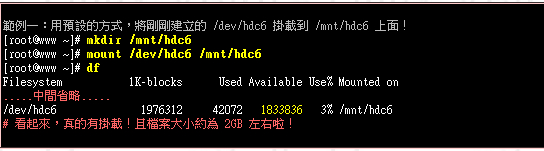 範例一：用預設的方式，將剛剛建立的 /dev/hdc6 掛載到 /mnt/hdc6 上面！
[root@www ~]# mkdir /mnt/hdc6
[root@www ~]# mount /dev/hdc6 /mnt/hdc6
[root@www ~]# df
Filesystem           1K-blocks      Used Available Use% Mounted on
.....中間省略.....
/dev/hdc6              1976312     42072   1833836   3% /mnt/hdc6
# 看起來，真的有掛載！且檔案大小約為 2GB 左右啦！